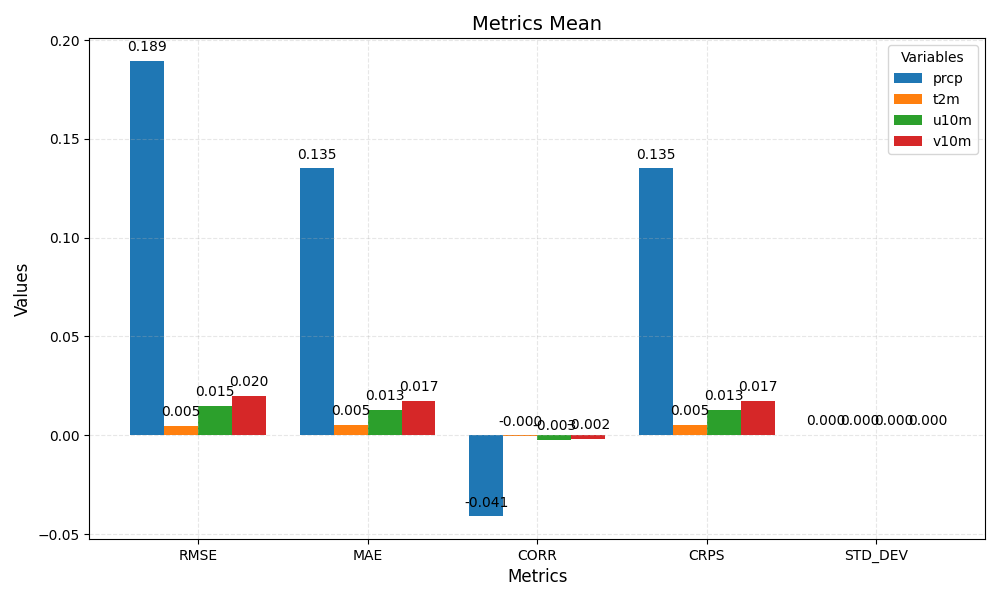 Metrics Mean
Variables
prcp
t2m
u10m
v10m
Values
0.20
0.15
0.10
0.05
0.00
−0.05
0.189
0.005
0.015
0.020
0.135
0.005
0.013
0.017
-0.041
-0.000
-0.003
-0.002
0.135
0.005
0.013
0.017
0.000
0.000
0.000
0.000
RMSE
MAE
CORR
CRPS
STD_DEV
Metrics